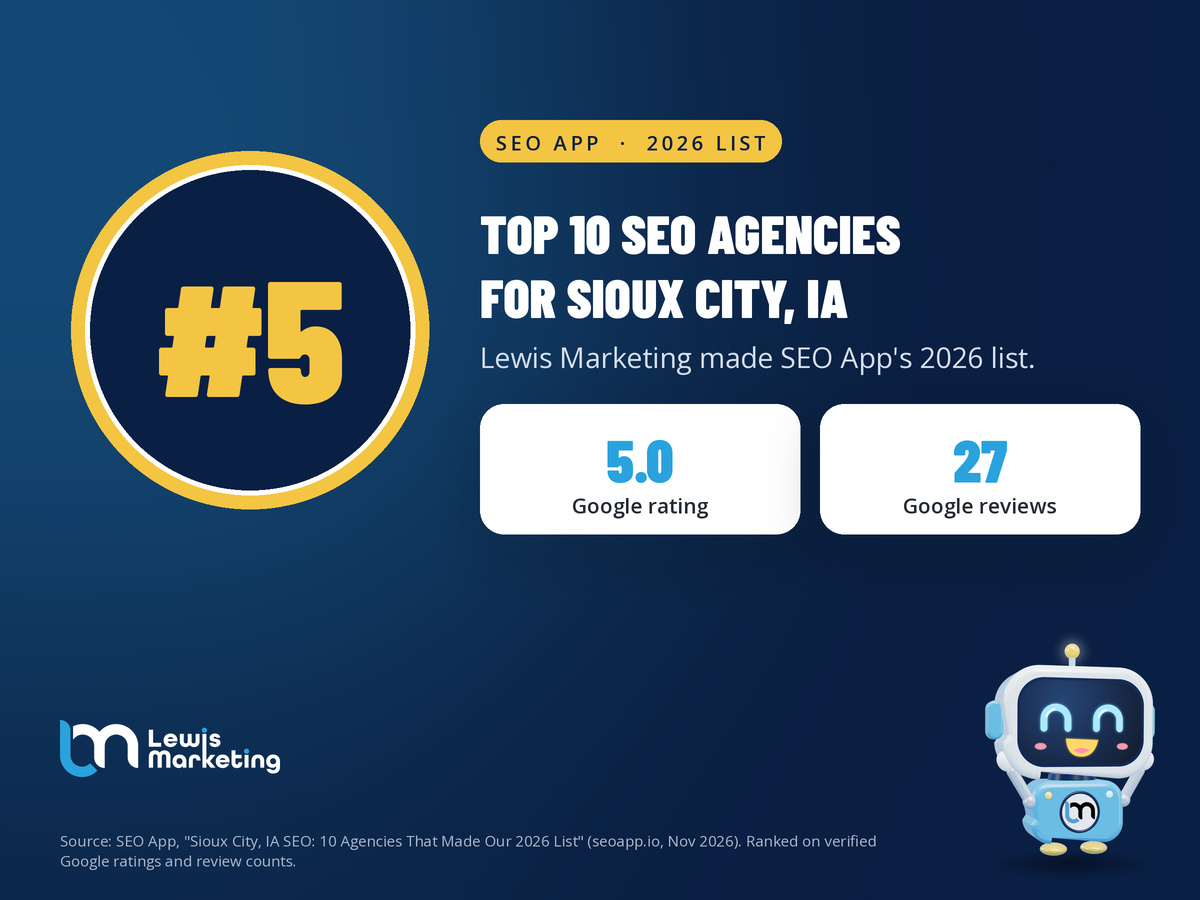 SEO APP · 2026 LIST
#5
TOP 10 SEO AGENCIES
FOR SIOUX CITY, IA
Lewis Marketing made SEO App's 2026 list.
5.0
Google rating
27
Google reviews
lm
Lewis
Marketing
lm
Source: SEO App, "Sioux City, IA SEO: 10 Agencies That Made Our 2026 List" (seoapp.io, Nov 2026). Ranked on verified
Google ratings and review counts.